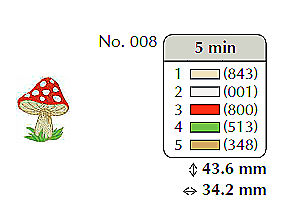 No. 008
5 min
1 (843)
2 (001)
3 (800)
4 (513)
5 (348)
43.6 mm
34.2 mm